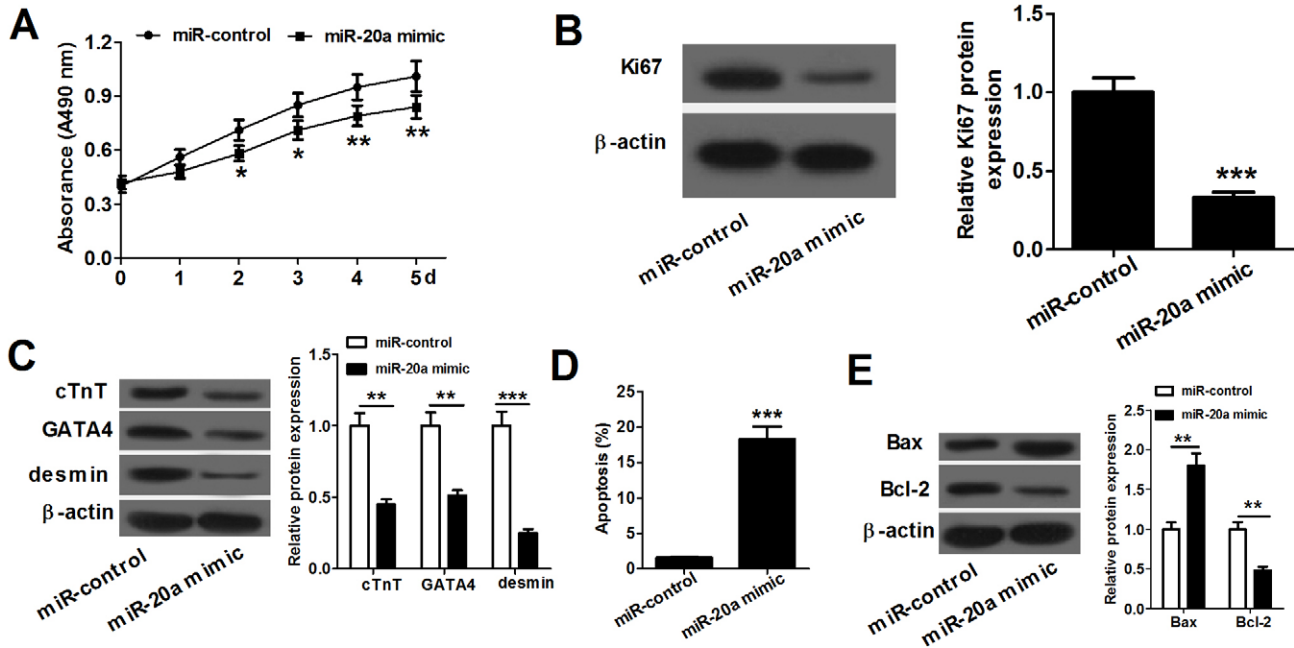 A
miR-control
miR-20a mimic
Absorance (A490 nm)
1.2
0.9
0.6
0.3
0.0
*
*
**
**
0 1 2 3 4 5 d
B
Ki67
β-actin
miR-control
miR-20a mimic
Relative Ki67 protein
expression
1.5
1.0
0.5
0.0
***
miR-control
miR-20a mimic
C
cTnT
GATA4
desmin
β-actin
miR-control
miR-20a mimic
miR-control
miR-20a mimic
Relative protein expression
1.5
1.0
0.5
0.0
**
**
***
cTnT GATA4 desmin
D
Apoptosis (%)
25
20
15
10
5
0
***
miR-control
miR-20a mimic
E
Bax
Bcl-2
β-actin
miR-control
miR-20a mimic
miR-control
miR-20a mimic
Relative protein expression
2.5
2.0
1.5
1.0
0.5
0.0
**
**
Bax Bcl-2